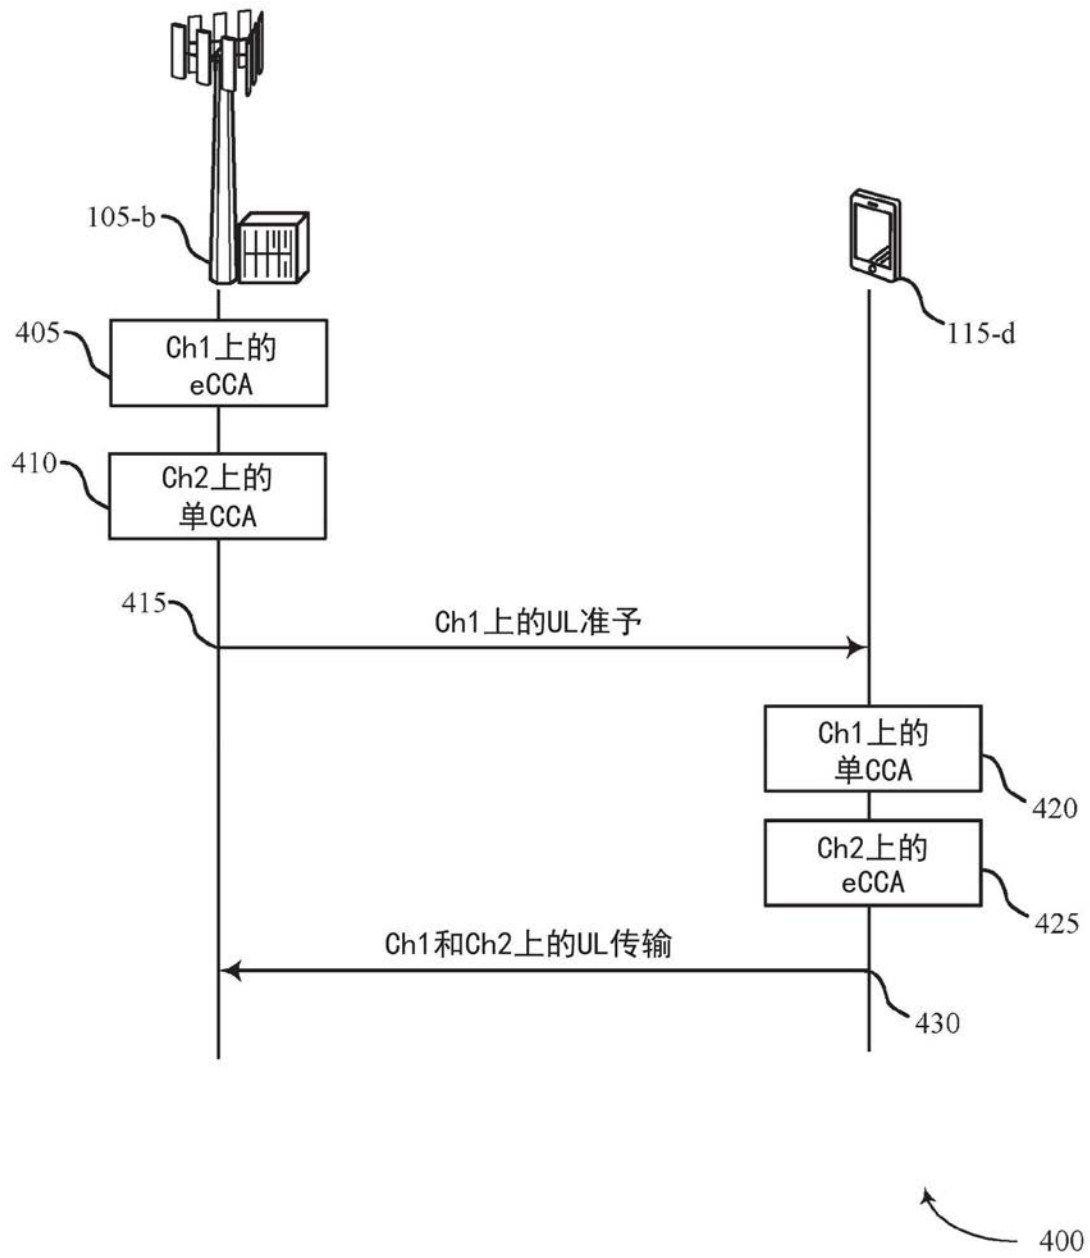 105-b
115-d
405
Ch1上的
eCCA
410
Ch2上的
单CCA
415
Ch1上的UL准予
Ch1上的
单CCA
420
Ch2上的
eCCA
425
Ch1和Ch2上的UL传输
430
400